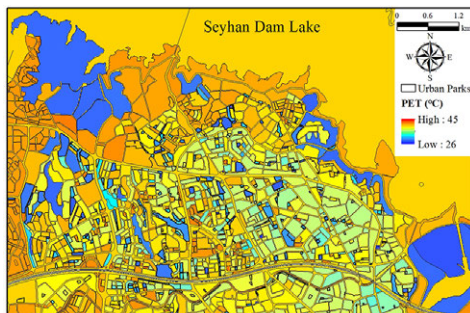 Seyhan Dam Lake
0 0.6 1.2
km
N
W E
S
Urban Parks
PET (°C)
High : 45
Low : 26